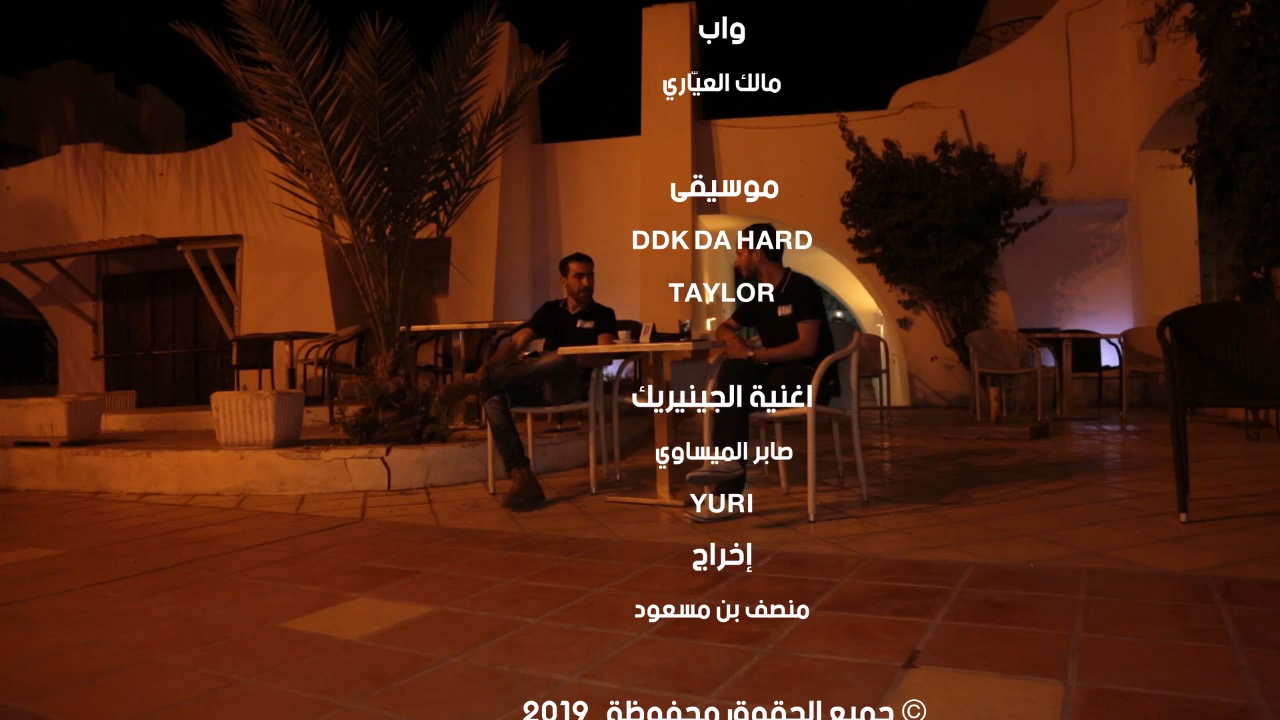 واب
مالك العيّاري
موسيقى
DDK DA HARD
TAYLOR
اغنية الجينيريك
صابر الميساوي
YURI
إخراج
منصف بن مسعود
© جميع الحقوق محفوظة 2019